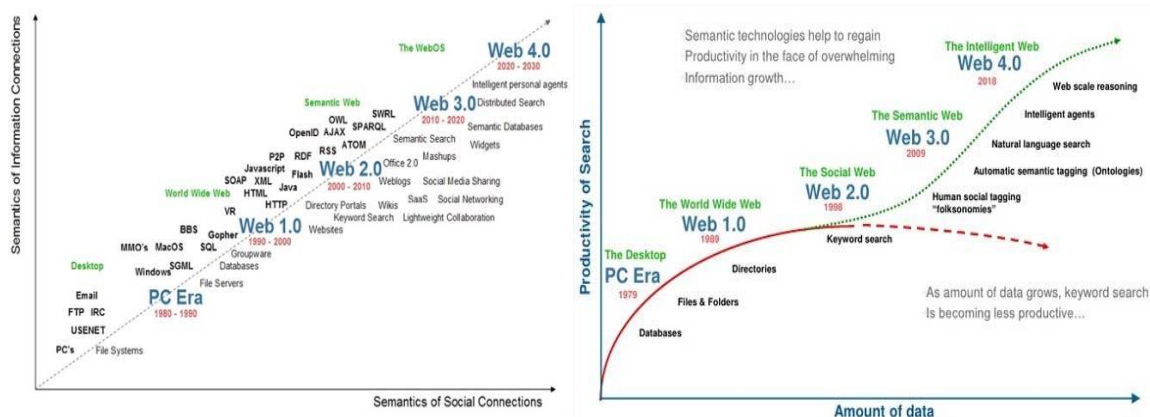 Semantics of Information Connections
The WebOS
Web 4.0
2020 - 2030
Intelligent personal agents
Web 3.0
Distributed Search
2010 - 2020
Semantic Web
SWRL
OWL
SPARQL
OpenID AJAX
Semantic Databases
ATOM
Semantic Search
Widgets
RSS
P2P
RDF
Mashups
Office 2.0
Javascript
Flash
Web 2.0
2000 - 2010
SOAP
XML
Java
Weblogs
Social Media Sharing
World Wide Web
HTML
SaaS
Social Networking
HTTP
Directory Portals
Wikis
VR
Keyword Search
Lightweight Collaboration
Web 1.0
1990 - 2000
Websites
BBS
Gopher
MMO's
MacOS
SQL
Groupware
Desktop
SGML
Databases
Windows
File Servers
Email
PC Era
1980 - 1990
FTP IRC
USENET
PC's
File Systems
Semantics of Social Connections
Productivity of Search
Semantic technologies help to regain
Productivity in the face of overwhelming
Information growth…
The Intelligent Web
Web 4.0
2018
Web scale reasoning
Intelligent agents
The Semantic Web
Web 3.0
2009
Natural language search
Automatic semantic tagging (Ontologies)
The Social Web
Web 2.0
1998
Human social tagging
“folksonomies”
The World Wide Web
Web 1.0
1989
Keyword search
The Desktop
PC Era
1979
Directories
Files & Folders
Databases
As amount of data grows, keyword search
Is becoming less productive…
Amount of data